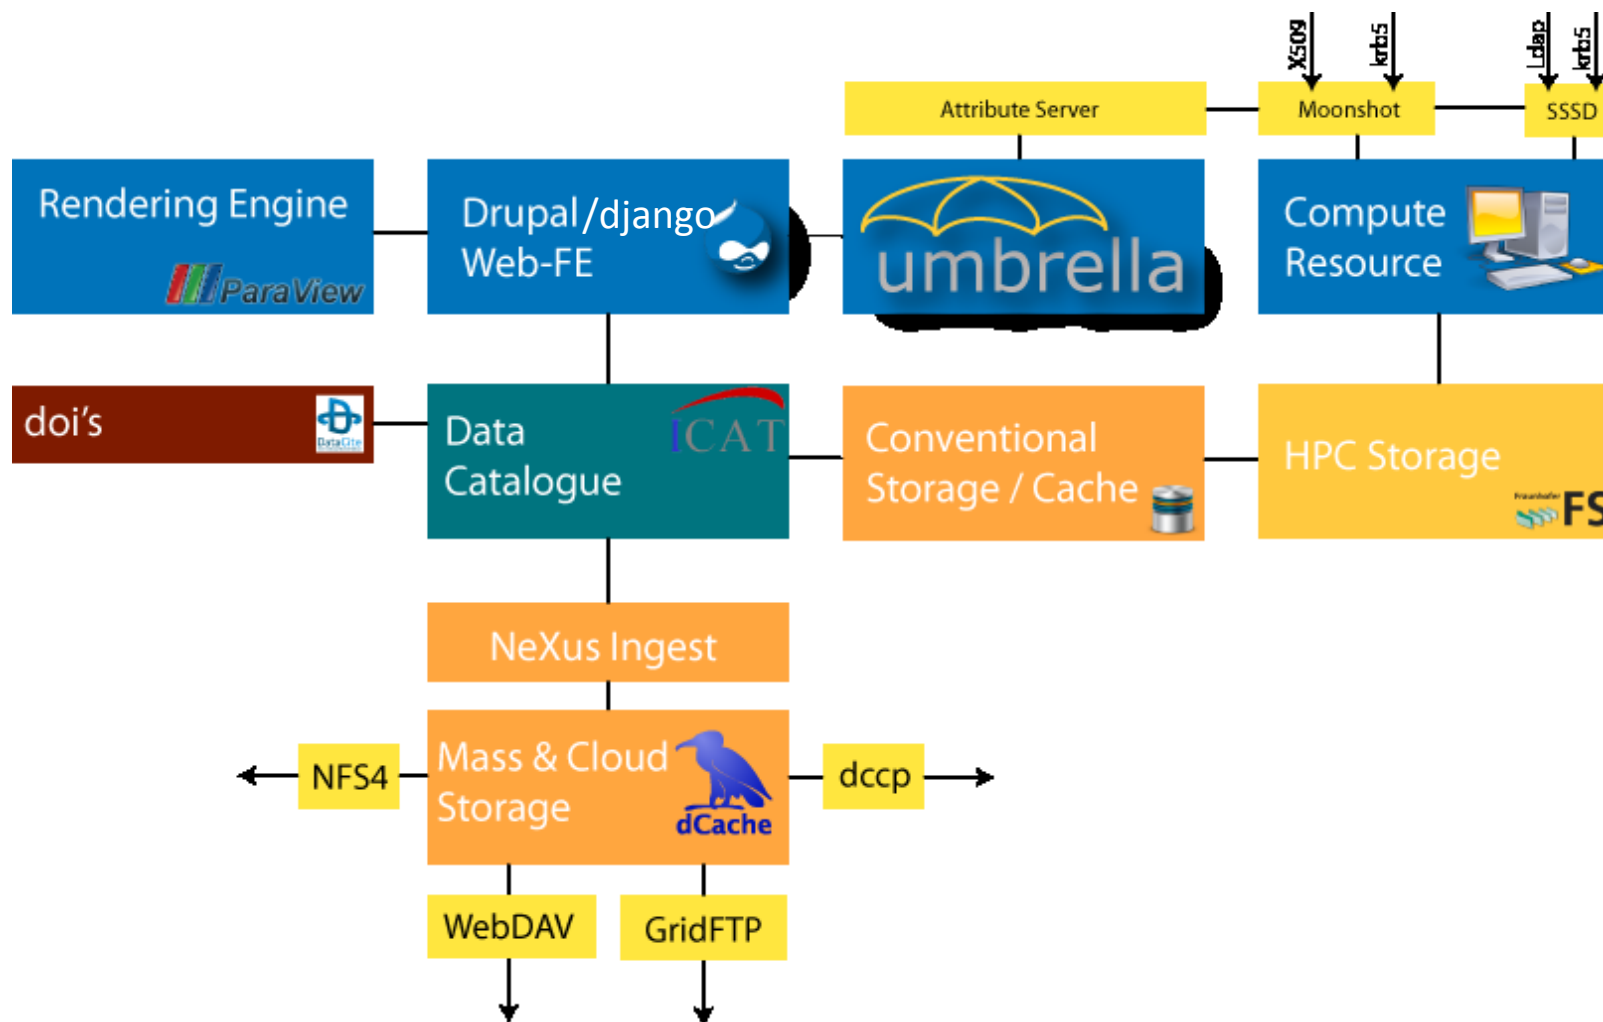 X509
krb5
Ldap
krb5
Attribute Server
Moonshot
SSSD
Rendering Engine
ParaView
Drupal/django
Web-FE
umbrella
Compute
Resource
doi's
DataCite
Data
Catalogue
ICAT
Conventional
Storage / Cache
HPC Storage
Fraunhofer
FS
NeXus Ingest
NFS4
Mass & Cloud
Storage
dCache
dccp
WebDAV
GridFTP